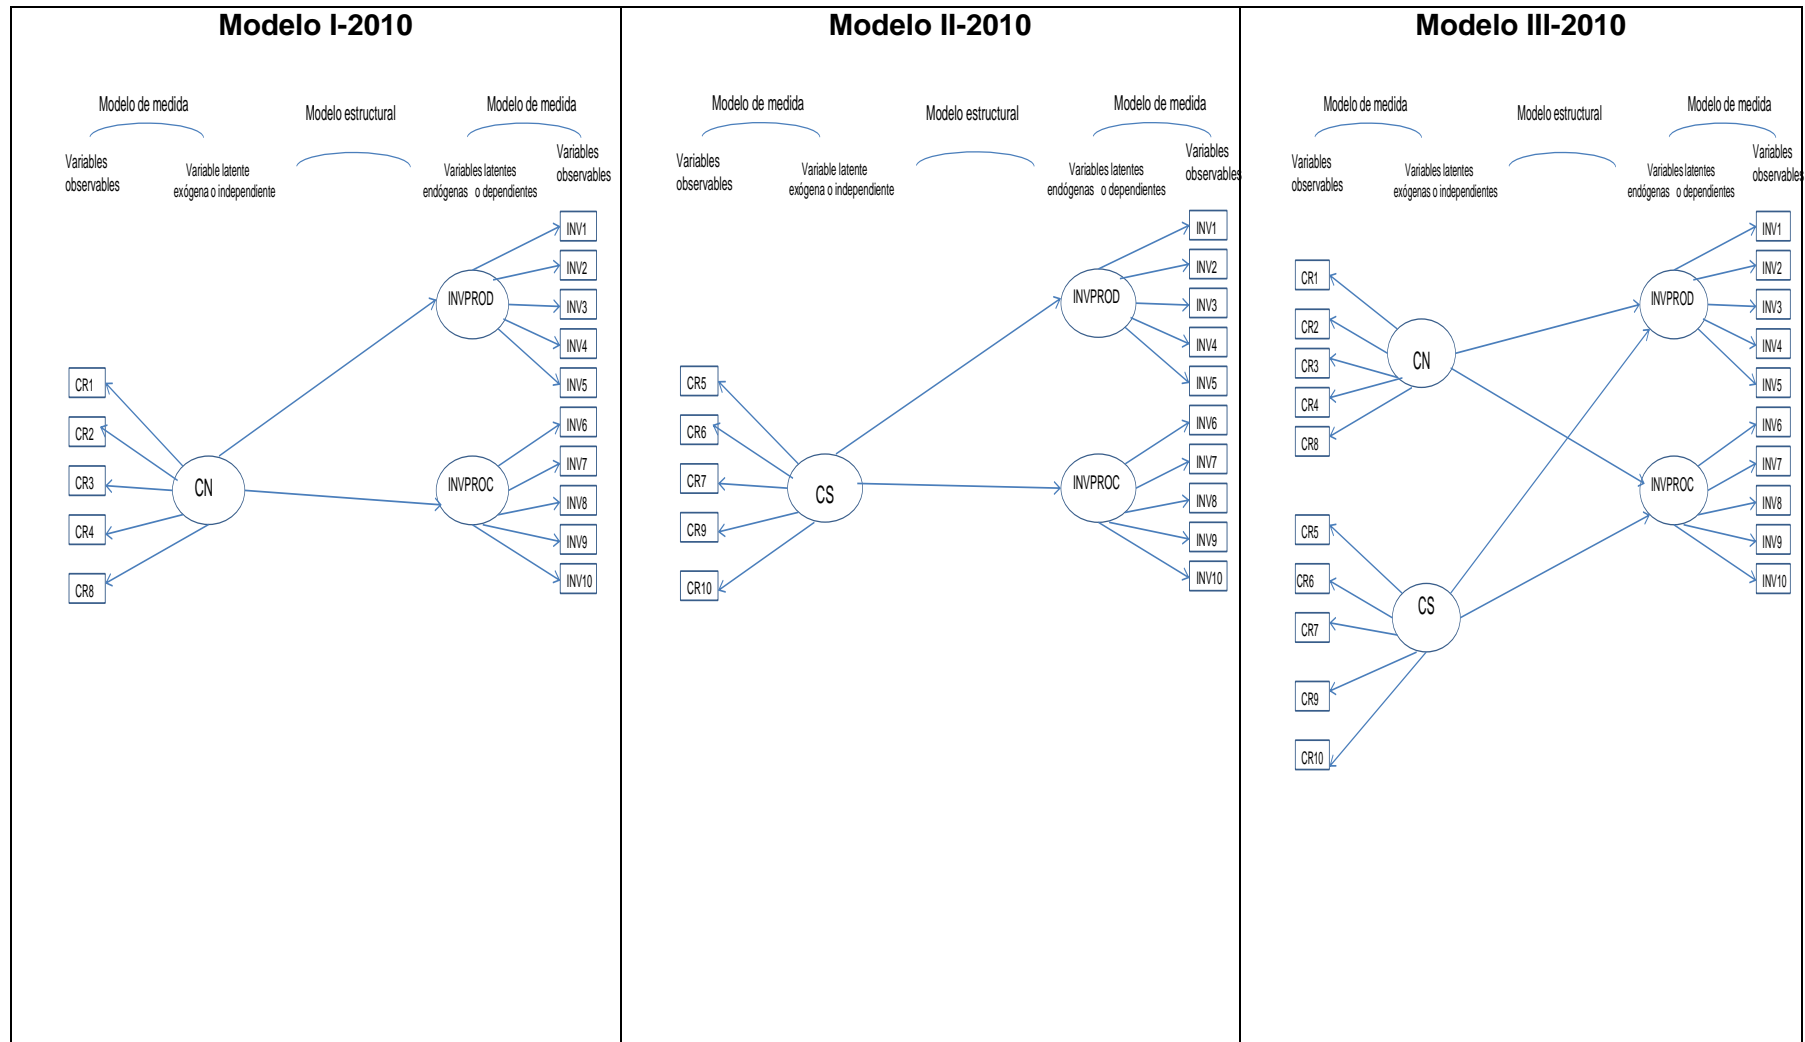 Modelo I-2010
Modelo de medida
Modelo estructural
Modelo de medida
Variables
observables
Variable latente
exógena o independiente
Variables latentes
endógenas o dependientes
Variables
observables
CR1
CR2
CR3
CR4
CR8
CN
INVPROD
INVPROC
INV1
INV2
INV3
INV4
INV5
INV6
INV7
INV8
INV9
INV10
Modelo II-2010
Modelo de medida
Modelo estructural
Modelo de medida
Variables
observables
Variable latente
exógena o independiente
Variables latentes
endógenas o dependientes
Variables
observables
CR5
CR6
CR7
CR9
CR10
CS
INVPROD
INVPROC
INV1
INV2
INV3
INV4
INV5
INV6
INV7
INV8
INV9
INV10
Modelo III-2010
Modelo de medida
Modelo estructural
Modelo de medida
Variables
observables
Variables latentes
exógenas o independientes
Variables latentes
endógenas o dependientes
Variables
observables
CR1
CR2
CR3
CR4
CR8
CN
CR5
CR6
CR7
CR9
CR10
CS
INVPROD
INVPROC
INV1
INV2
INV3
INV4
INV5
INV6
INV7
INV8
INV9
INV10